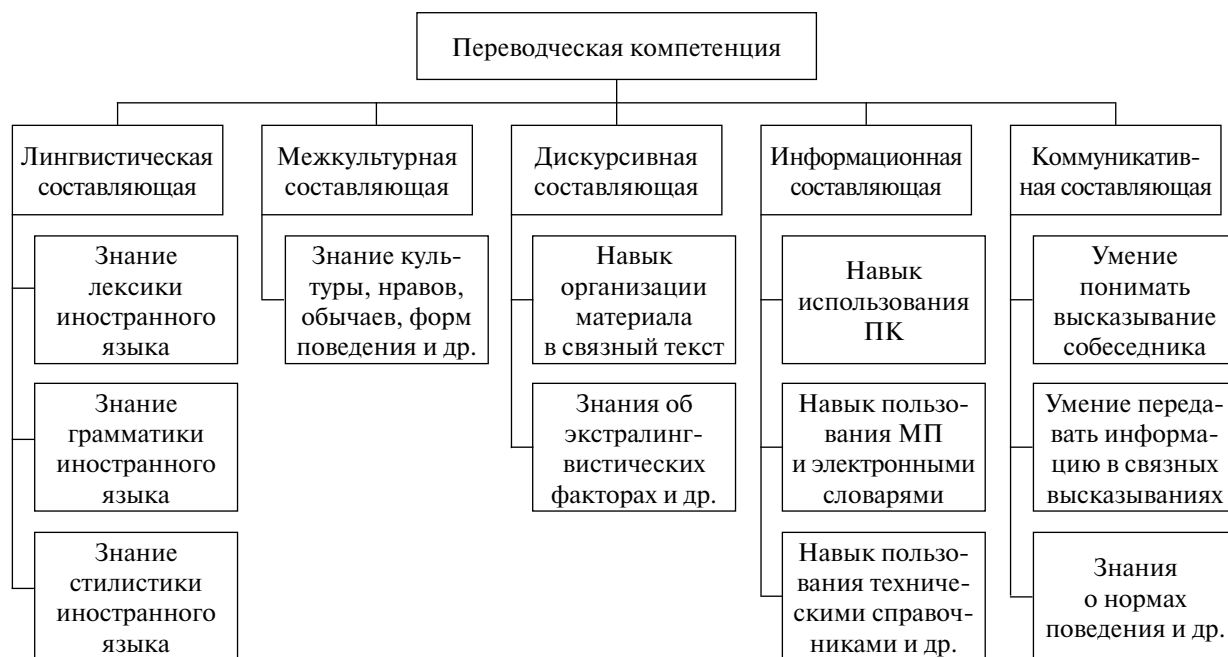 Переводческая компетенция
Лингвистическая
составляющая
Знание
лексики
иностранного
языка
Знание
грамматики
иностранного
языка
Знание
стилистики
иностранного
языка
Межкультурная
составляющая
Знание куль-
туры, нравов,
обычаев, форм
поведения и др.
Дискурсивная
составляющая
Навык
организации
материала
в связный текст
Знания об
экстралинг-
вистических
факторах и др.
Информационная
составляющая
Навык
использования
ПК
Навык пользо-
вания МП
и электронными
словарями
Навык пользо-
вания техниче-
скими справоч-
никами и др.
Коммуникатив-
ная составляющая
Умение
понимать
высказывание
собеседника
Умение переда-
вать информа-
цию в связных
высказываниях
Знания
о нормах
поведения и др.